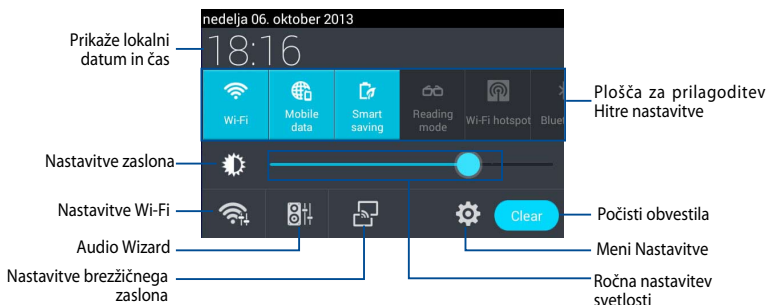 nedelja 06. oktober 2013
Prikaže lokalni
datum in čas
18:16
Wi-Fi
Mobile
data
Smart
saving
Reading
mode
Wi-Fi hotspot
Bluet
Plošča za prilagoditev
Hitre nastavitve
Nastavitve zaslona
Nastavitve Wi-Fi
Clear
Počisti obvestila
Audio Wizard
Meni Nastavitve
Nastavitve brezžičnega
zaslona
Ročna nastavitev
svetlosti